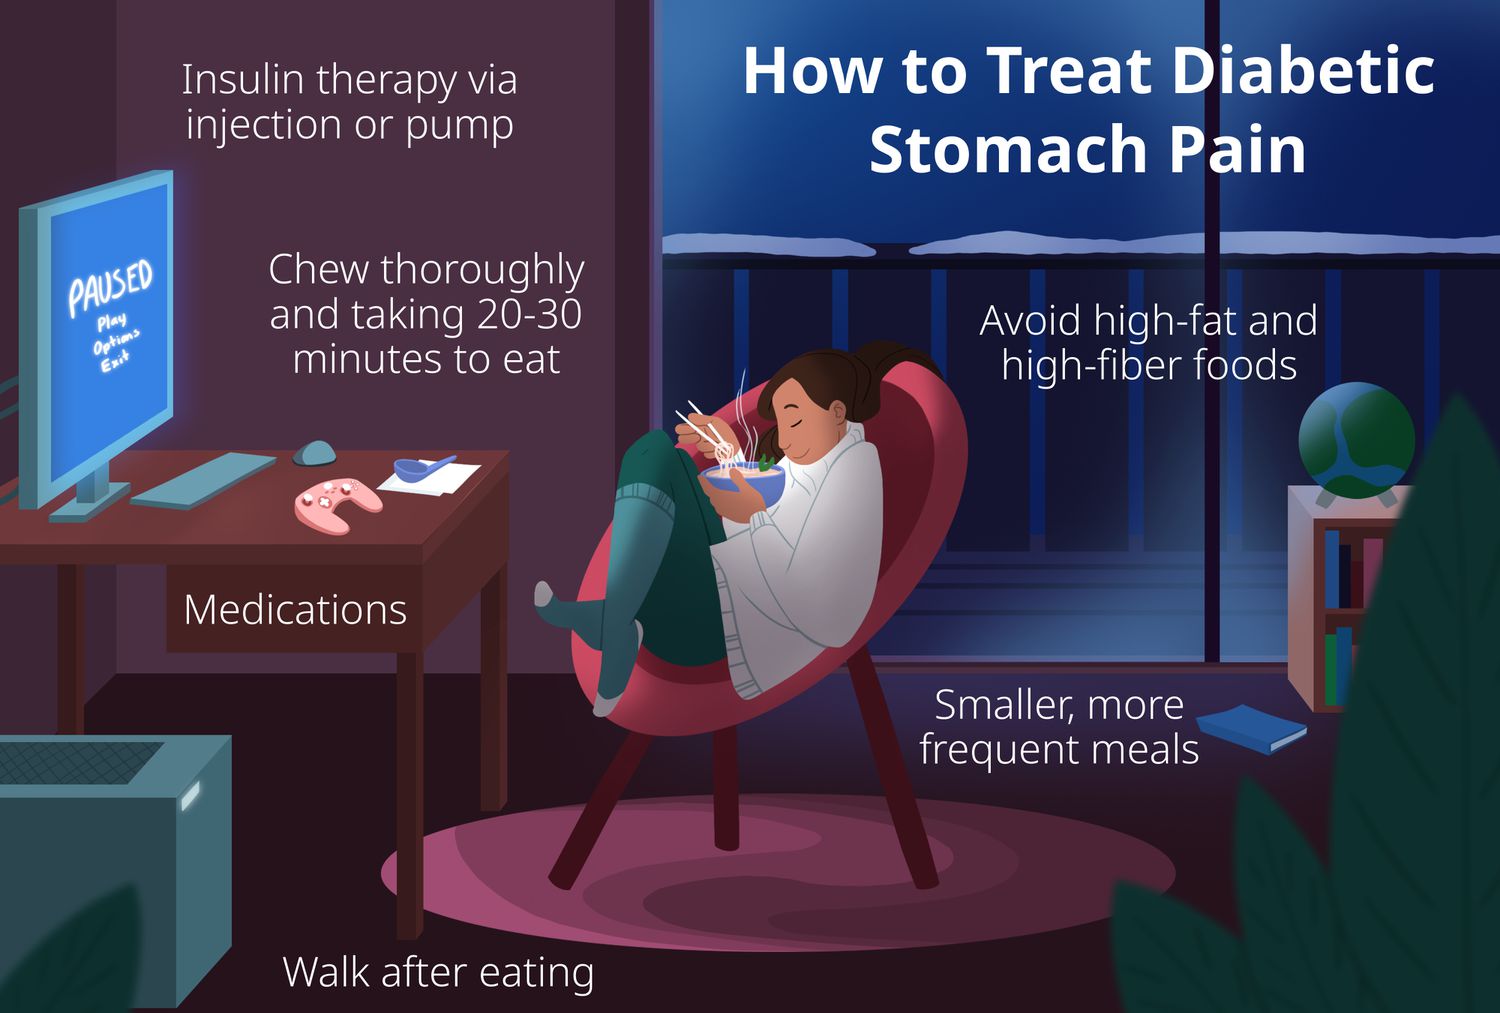 How to Treat Diabetic
Stomach Pain
Insulin therapy via
injection or pump
Chew thoroughly
and taking 20-30
minutes to eat
PAUSED
Play
Options
Exit
Avoid high-fat and
high-fiber foods
Medications
Smaller, more
frequent meals
Walk after eating